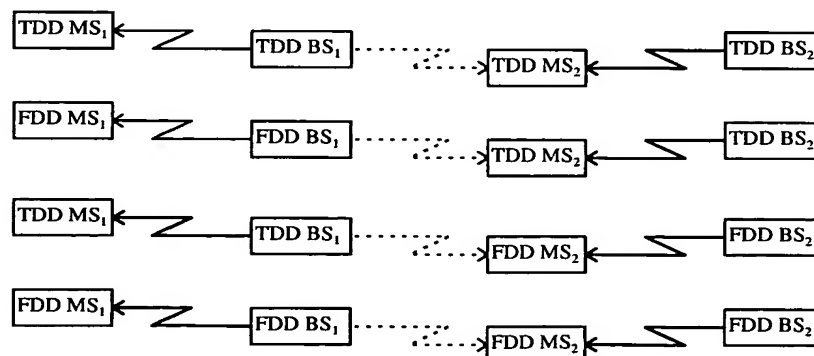 TDD MS₁ TDD BS₁ TDD MS₂ TDD BS₂
FDD MS₁ FDD BS₁ TDD MS₂ TDD BS₂
TDD MS₁ TDD BS₁ FDD MS₂ FDD BS₂
FDD MS₁ FDD BS₁ FDD MS₂ FDD BS₂